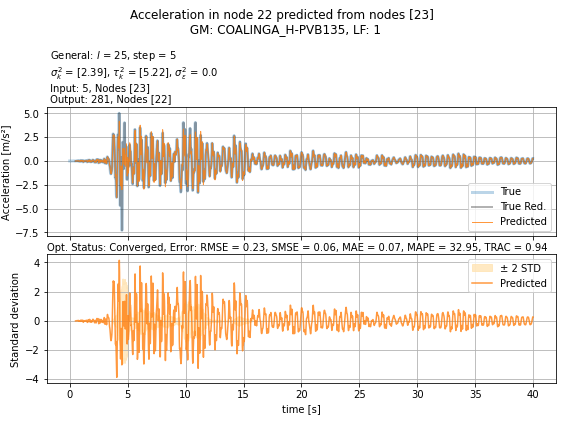 Acceleration in node 22 predicted from nodes [23]
GM: COALINGA_H-PVB135, LF: 1
General: l = 25, step = 5
σ²ₖ = [2.39], τ²ₖ = [5.22], σ²ᵋ = 0.0
Input: 5, Nodes [23]
Output: 281, Nodes [22]
Acceleration [m/s²]
5.0
2.5
0.0
−2.5
−5.0
−7.5
True
True Red.
Predicted
Opt. Status: Converged, Error: RMSE = 0.23, SMSE = 0.06, MAE = 0.07, MAPE = 32.95, TRAC = 0.94
Standard deviation
4
2
0
−2
−4
± 2 STD
Predicted
0 5 10 15 20 25 30 35 40
time [s]